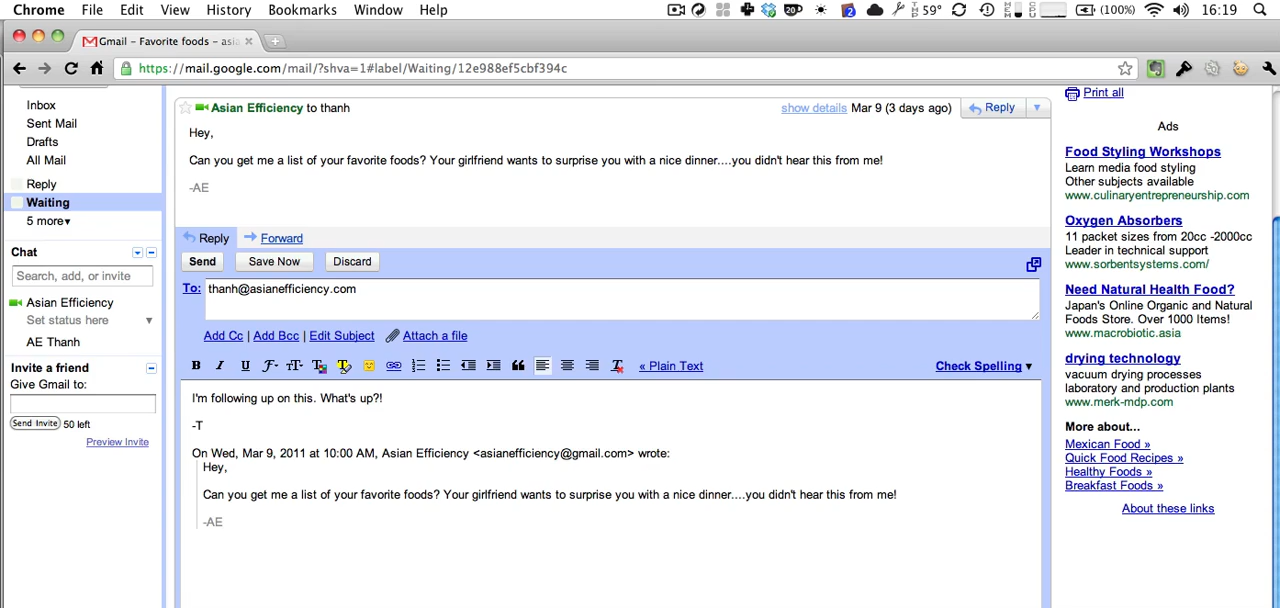 Chrome File Edit View History Bookmarks Window Help 59° (100%) 16:19
Gmail - Favorite foods - asia
https://mail.google.com/mail/?shva=1#label/Waiting/12e988ef5cbf394c
Inbox
Sent Mail
Drafts
All Mail
Reply
Waiting
5 more▾
Chat
Search, add, or invite
Asian Efficiency
Set status here
AE Thanh
Invite a friend
Give Gmail to:
Send Invite 50 left
Preview Invite
Asian Efficiency to thanh show details Mar 9 (3 days ago) Reply
Hey,
Can you get me a list of your favorite foods? Your girlfriend wants to surprise you with a nice dinner....you didn't hear this from me!
-AE
Reply Forward
Send Save Now Discard
To: thanh@asianefficiency.com
Add Cc | Add Bcc | Edit Subject Attach a file
B I U « Plain Text Check Spelling ▾
I'm following up on this. What's up?!
-T
On Wed, Mar 9, 2011 at 10:00 AM, Asian Efficiency <asianefficiency@gmail.com> wrote:
Hey,
Can you get me a list of your favorite foods? Your girlfriend wants to surprise you with a nice dinner....you didn't hear this from me!
-AE
Print all
Ads
Food Styling Workshops
Learn media food styling
Other subjects available
www.culinaryentrepreneurship.com
Oxygen Absorbers
11 packet sizes from 20cc -2000cc
Leader in technical support
www.sorbentsystems.com/
Need Natural Health Food?
Japan's Online Organic and Natural
Foods Store. Over 1000 Items!
www.macrobiotic.asia
drying technology
vacuum drying processes
laboratory and production plants
www.merk-mdp.com
More about...
Mexican Food »
Quick Food Recipes »
Healthy Foods »
Breakfast Foods »
About these links